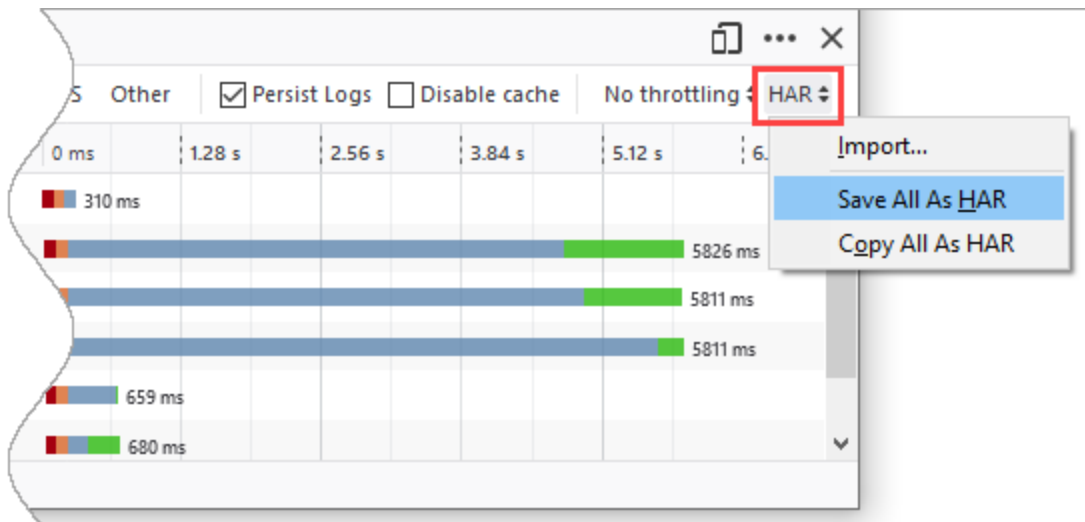 S Other Persist Logs Disable cache No throttling HAR
0 ms 1.28 s 2.56 s 3.84 s 5.12 s 6.
Import...
310 ms
Save All As HAR
Copy All As HAR
5826 ms
5811 ms
5811 ms
659 ms
680 ms